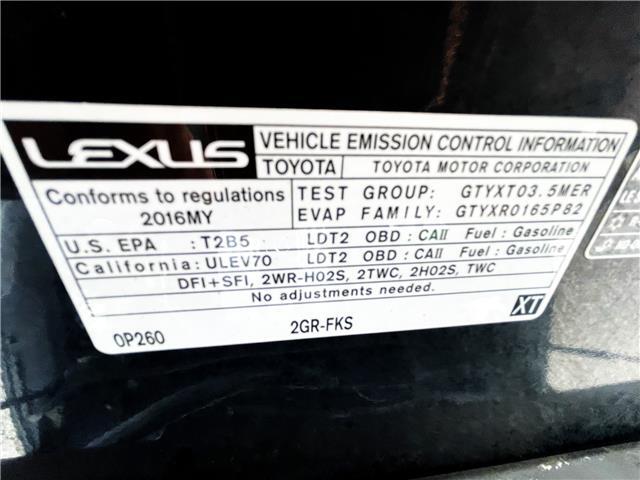 LEXUS VEHICLE EMISSION CONTROL INFORMATION
TOYOTA TOYOTA MOTOR CORPORATION
Conforms to regulations
2016MY
TEST GROUP: GTYXT03.5MER
EVAP FAMILY: GTYXR0165P82
U.S. EPA : T2B5 LDT2 OBD : CAII Fuel : Gasoline
California: ULEV70 LDT2 OBD : CAII Fuel : Gasoline
DFI+SFI, 2WR-HO2S, 2TWC, 2HO2S, TWC
No adjustments needed.
OP260 2GR-FKS XT